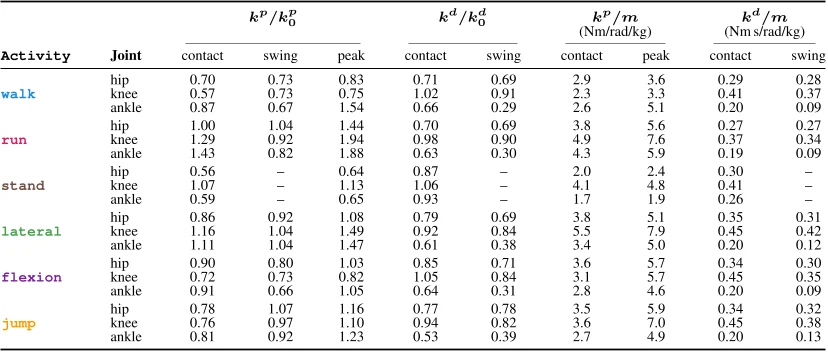 k^p/k^p_0 k^d/k^d_0 k^p/m k^d/m
(Nm/rad/kg) (Nm s/rad/kg)
Activity Joint contact swing peak contact swing contact peak contact swing
hip 0.70 0.73 0.83 0.71 0.69 2.9 3.6 0.29 0.28
walk knee 0.57 0.73 0.75 1.02 0.91 2.3 3.3 0.41 0.37
ankle 0.87 0.67 1.54 0.66 0.29 2.6 5.1 0.20 0.09
hip 1.00 1.04 1.44 0.70 0.69 3.8 5.6 0.27 0.27
run knee 1.29 0.92 1.94 0.98 0.90 4.9 7.6 0.37 0.34
ankle 1.43 0.82 1.88 0.63 0.30 4.3 5.9 0.19 0.09
hip 0.56 – 0.64 0.87 – 2.0 2.4 0.30 –
stand knee 1.07 – 1.13 1.06 – 4.1 4.8 0.41 –
ankle 0.59 – 0.65 0.93 – 1.7 1.9 0.26 –
hip 0.86 0.92 1.08 0.79 0.69 3.8 5.1 0.35 0.31
lateral knee 1.16 1.04 1.49 0.92 0.84 5.5 7.9 0.45 0.42
ankle 1.11 1.04 1.47 0.61 0.38 3.4 5.0 0.20 0.12
hip 0.90 0.80 1.03 0.85 0.71 3.6 5.7 0.34 0.30
flexion knee 0.72 0.73 0.82 1.05 0.84 3.1 5.7 0.45 0.35
ankle 0.91 0.66 1.05 0.64 0.31 2.8 4.6 0.20 0.09
hip 0.78 1.07 1.16 0.77 0.78 3.5 5.9 0.34 0.32
jump knee 0.76 0.97 1.10 0.94 0.82 3.6 7.0 0.45 0.38
ankle 0.81 0.92 1.23 0.53 0.39 2.7 4.9 0.20 0.13